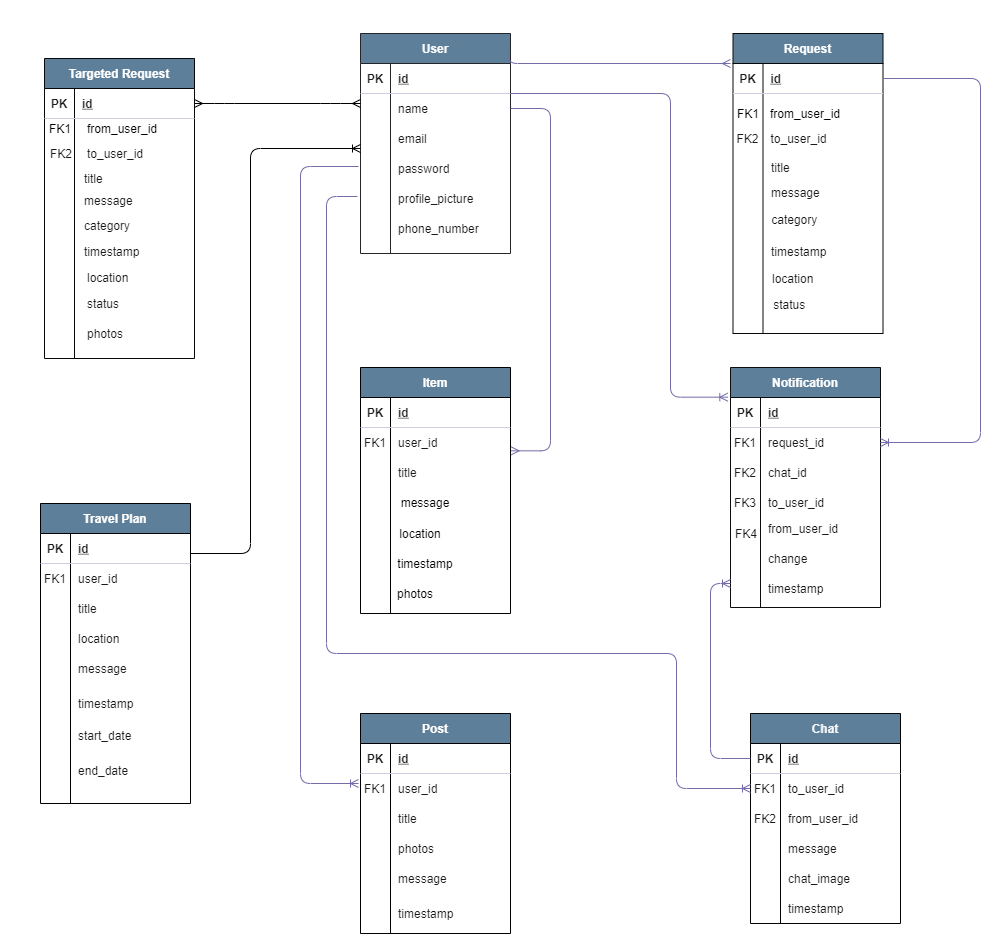 Targeted Request
PK id
FK1 from_user_id
FK2 to_user_id
title
message
category
timestamp
location
status
photos
User
PK id
name
email
password
profile_picture
phone_number
Request
PK id
FK1 from_user_id
FK2 to_user_id
title
message
category
timestamp
location
status
Item
PK id
FK1 user_id
title
message
location
timestamp
photos
Notification
PK id
FK1 request_id
FK2 chat_id
FK3 to_user_id
FK4 from_user_id
change
timestamp
Travel Plan
PK id
FK1 user_id
title
location
message
timestamp
start_date
end_date
Post
PK id
FK1 user_id
title
photos
message
timestamp
Chat
PK id
FK1 to_user_id
FK2 from_user_id
message
chat_image
timestamp